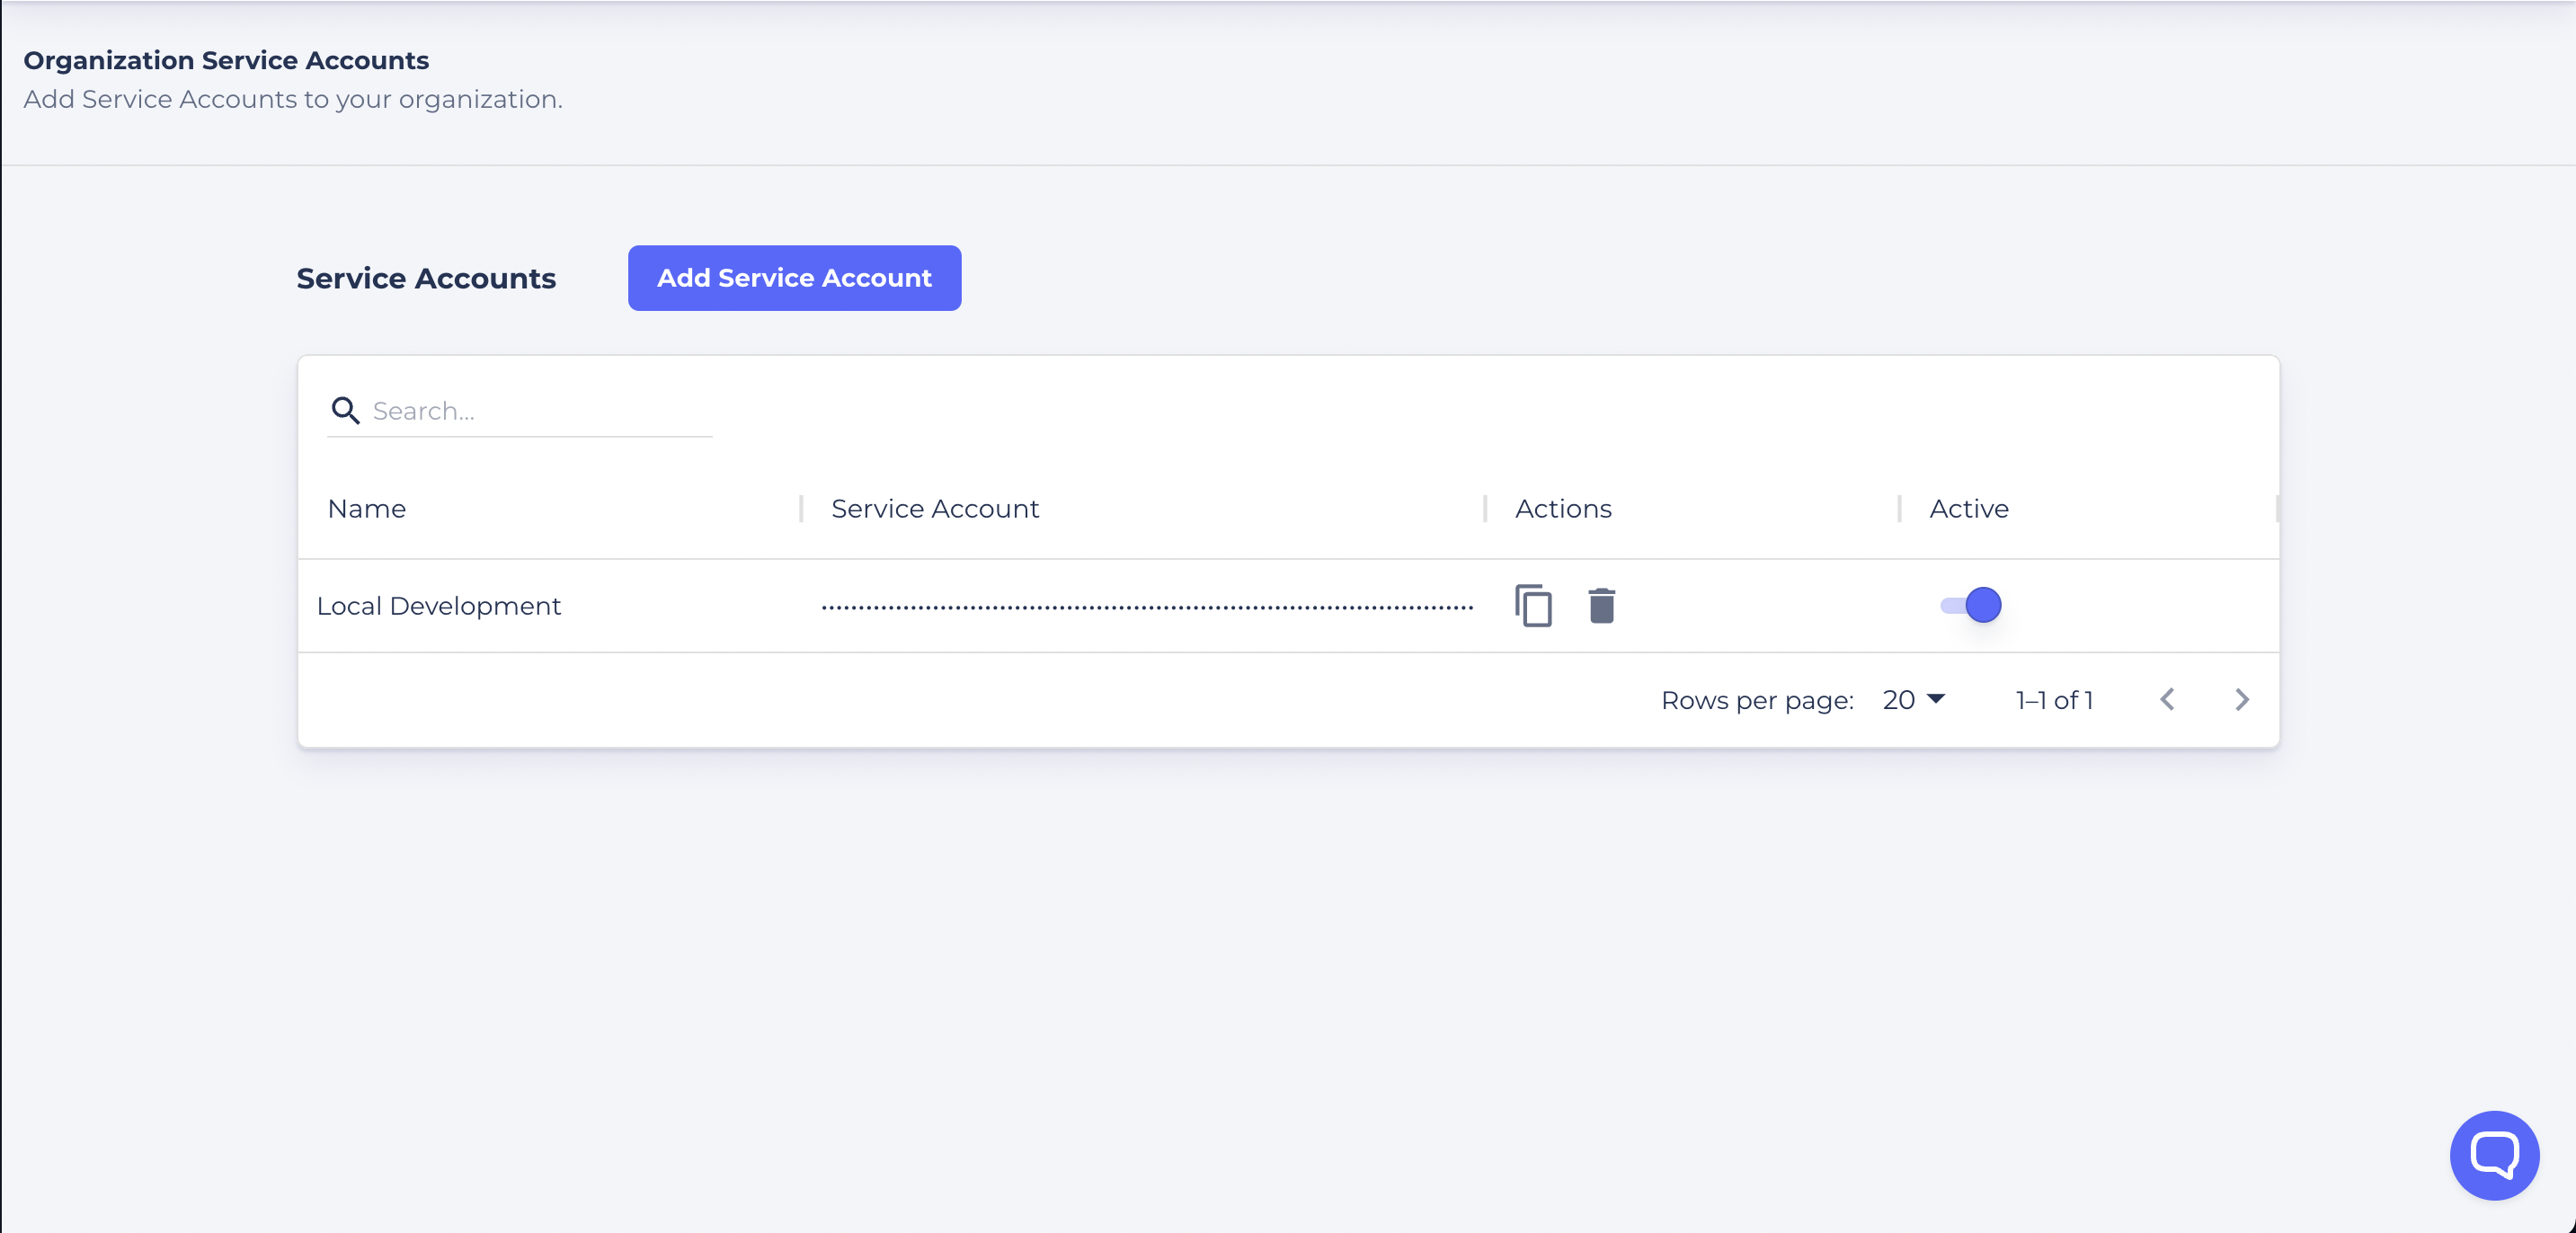 Organization Service Accounts
Add Service Accounts to your organization.
Service Accounts
Add Service Account
Search...
Name Service Account Actions Active
Local Development
Rows per page: 20 1–1 of 1